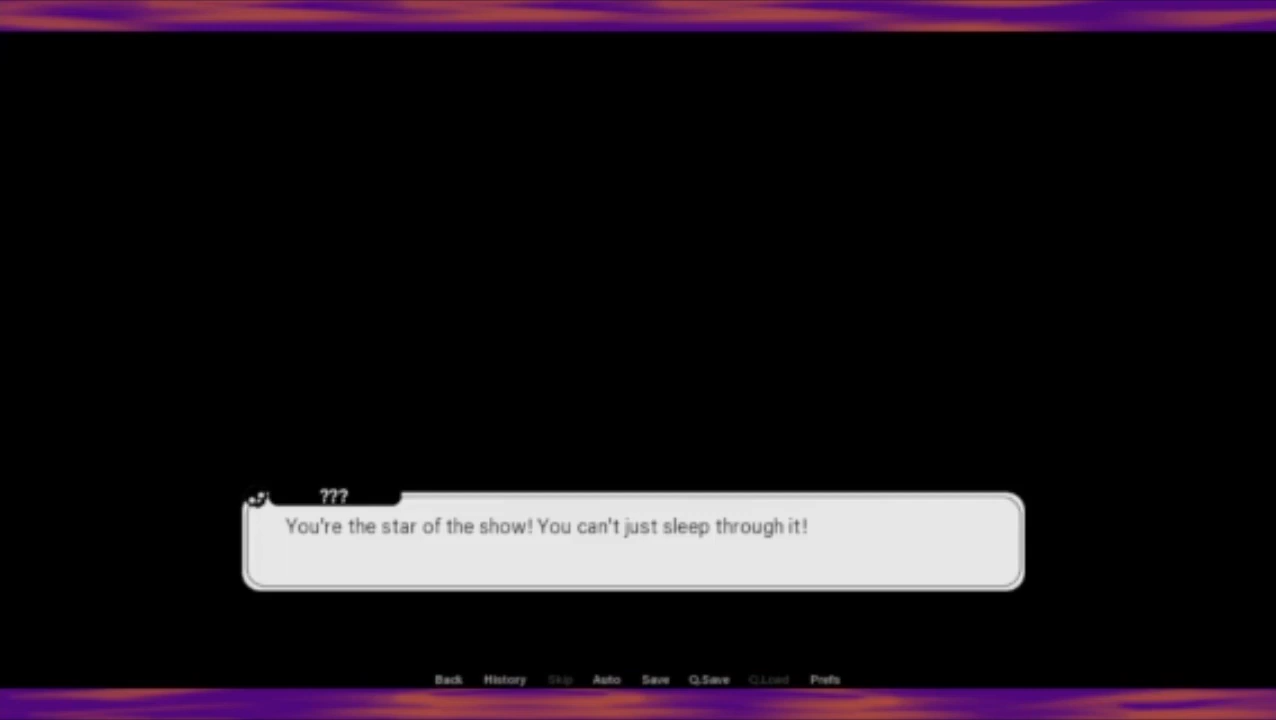 ???
You're the star of the show! You can't just sleep through it!
Back History Skip Auto Save Q.Save Q.Load Prefs